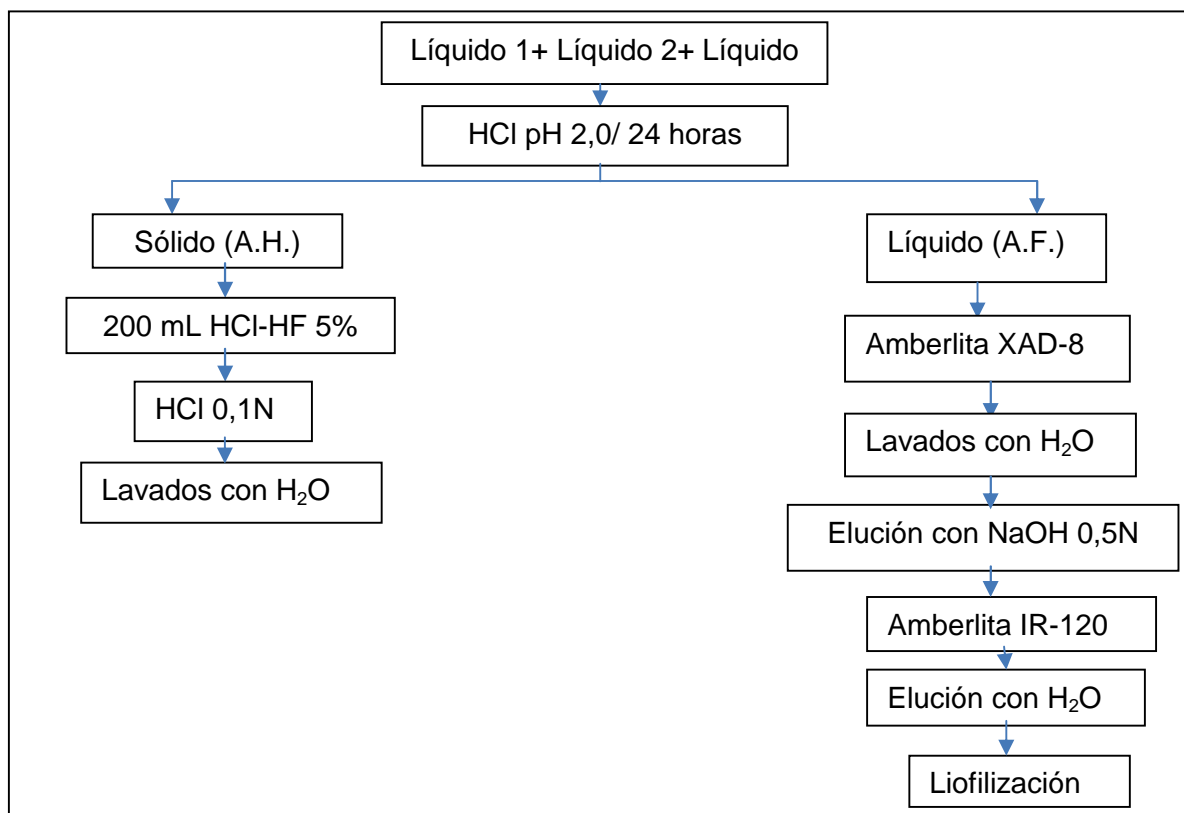 Líquido 1+ Líquido 2+ Líquido
HCl pH 2,0/ 24 horas
Sólido (A.H.)
200 mL HCl-HF 5%
HCl 0,1N
Lavados con H₂O
Líquido (A.F.)
Amberlita XAD-8
Lavados con H₂O
Elución con NaOH 0,5N
Amberlita IR-120
Elución con H₂O
Liofilización